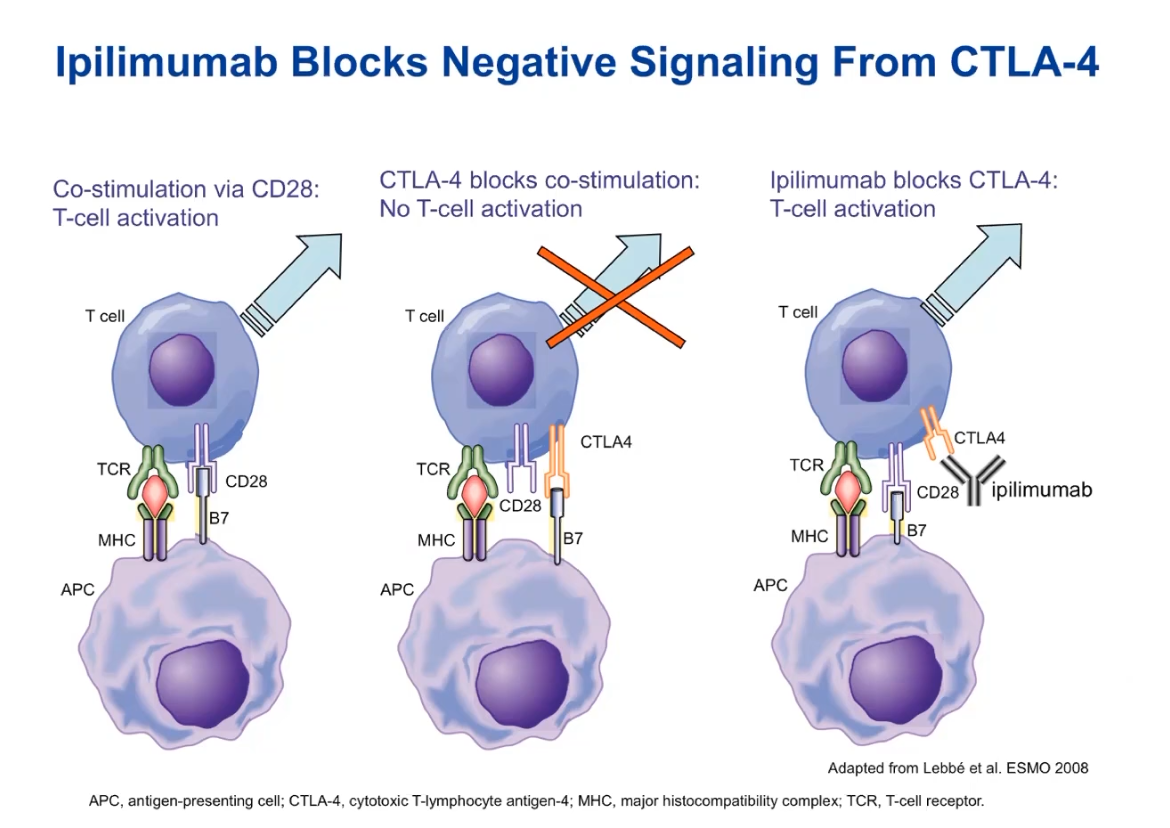 Ipilimumab Blocks Negative Signaling From CTLA-4
Co-stimulation via CD28:
T-cell activation
T cell
TCR
CD28
B7
MHC
APC
CTLA-4 blocks co-stimulation:
No T-cell activation
T cell
CTLA4
TCR
CD28
MHC
B7
APC
Ipilimumab blocks CTLA-4:
T-cell activation
T cell
CTLA4
TCR
CD28
ipilimumab
MHC
B7
APC
Adapted from Lebbé et al. ESMO 2008
APC, antigen-presenting cell; CTLA-4, cytotoxic T-lymphocyte antigen-4; MHC, major histocompatibility complex; TCR, T-cell receptor.